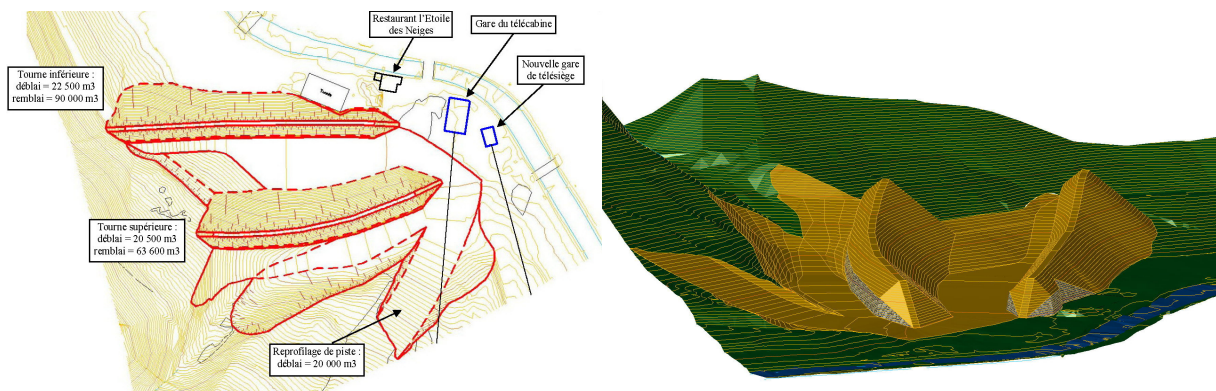 Restaurant l'Etoile
des Neiges
Gare du télécabine
Nouvelle gare
de télésiège
Tourne inférieure :
déblai = 22 500 m3
remblai = 90 000 m3
Tourne supérieure :
déblai = 20 500 m3
remblai = 63 600 m3
Reprofilage de piste :
déblai = 20 000 m3